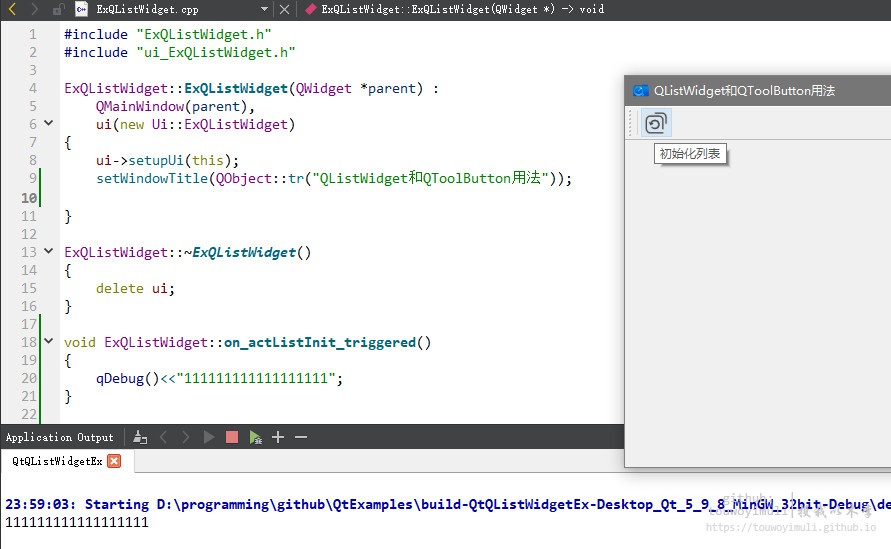 ExQListWidget.cpp
ExQListWidget::ExQListWidget(QWidget *) -> void
1 #include "ExQListWidget.h"
2 #include "ui_ExQListWidget.h"
3
4 ExQListWidget::ExQListWidget(QWidget *parent) :
5 QMainWindow(parent),
6 ui(new Ui::ExQListWidget)
7 {
8 ui->setupUi(this);
9 setWindowTitle(QObject::tr("QListWidget和QToolButton用法"));
10
11 }
12
13 ExQListWidget::~ExQListWidget()
14 {
15 delete ui;
16 }
17
18 void ExQListWidget::on_actListInit_triggered()
19 {
20 qDebug()<<"111111111111111111";
21 }
22
QListWidget和QToolButton用法
初始化列表
Application Output
QtQListWidgetEx
23:59:03: Starting D:\programming\github\QtExamples\build-QtQListWidgetEx-Desktop_Qt_5_9_8_MinGW_32bit-Debug\de
111111111111111111
github:
touwoyimuli
https://touwoyimuli.github.io